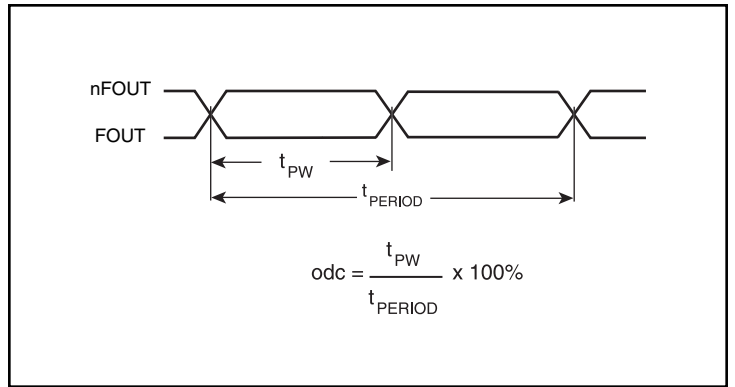 nFOUT
FOUT
tPW
tPERIOD
odc = tPW / tPERIOD x 100%